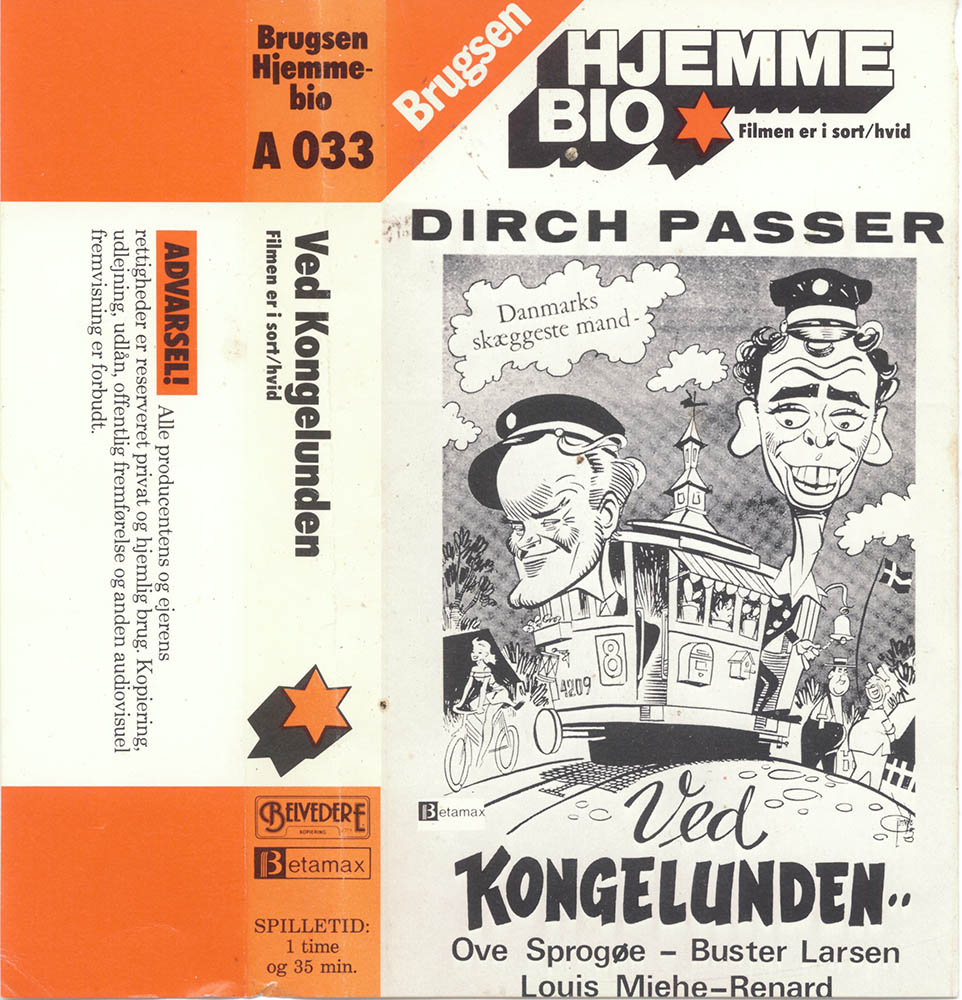 Brugsen
Hjemme-
bio
A 033
ADVARSEL! Alle producentens og ejerens
rettigheder er reserveret privat og hjemlig brug. Kopiering,
udlejning, udlån, offentlig fremførelse og anden audiovisuel
fremvisning er forbudt.
Ved Kongelunden
Filmen er i sort/hvid
BELVEDERE
KOPIERING
Betamax
SPILLETID:
1 time
og 35 min.
Brugsen
HJEMME
BIO
Filmen er i sort/hvid
DIRCH PASSER
Danmarks
skæggeste mand-
8
4209
Betamax
Ved
KONGELUNDEN..
Ove Sprogøe – Buster Larsen
Louis Miehe–Renard